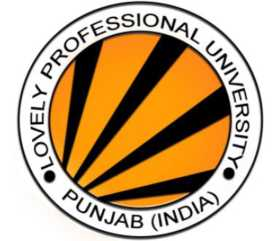 LOVELY PROFESSIONAL UNIVERSITY
PUNJAB (INDIA)